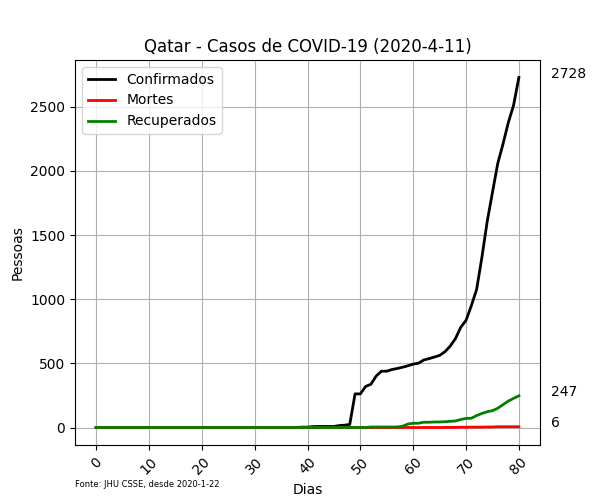 Qatar - Casos de COVID-19 (2020-4-11)
Confirmados
Mortes
Recuperados
2728
247
6
Pessoas
2500
2000
1500
1000
500
0
0 10 20 30 40 50 60 70 80
Dias
Fonte: JHU CSSE, desde 2020-1-22